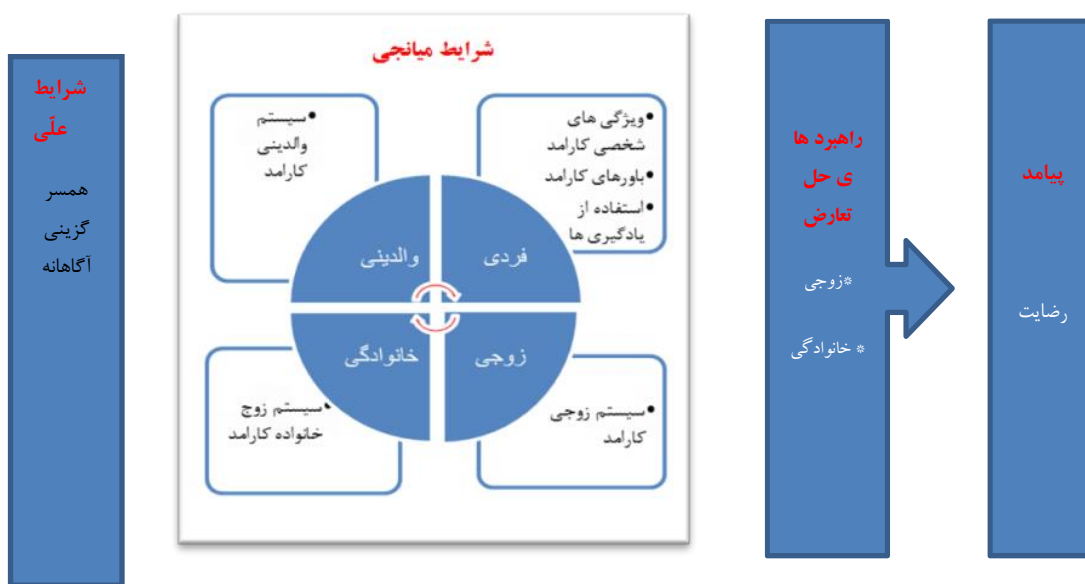 شرایط
علّی
همسر
گزینی
آگاهانه
شرایط میانجی
•سیستم
والدینی
کارامد
•ویژگی های
شخصی کارامد
•باورهای کارامد
•استفاده از
یادگیری ها
والدینی
فردی
خانوادگی
زوجی
•سیستم زوج
خانواده کارامد
•سیستم زوجی
کارامد
راهبرد ها
ی حل
تعارض
*زوجی
* خانوادگی
پیامد
رضایت